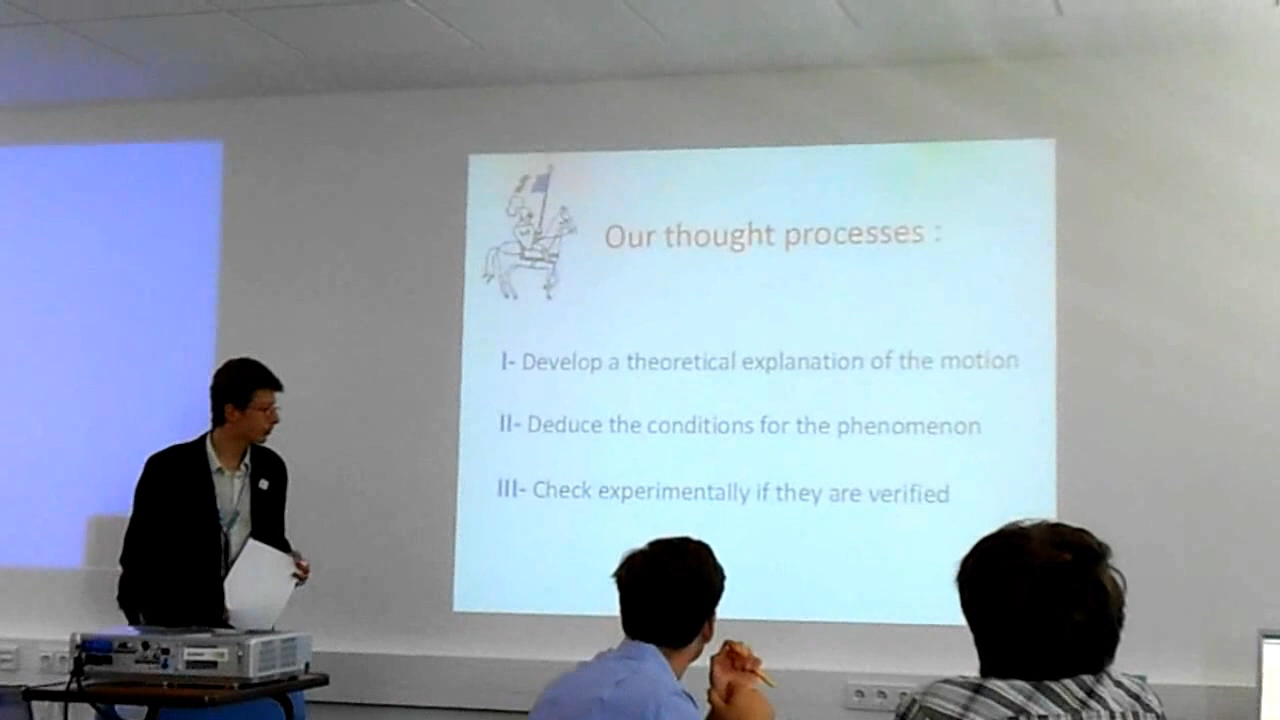 Our thought processes :
I- Develop a theoretical explanation of the motion
II- Deduce the conditions for the phenomenon
III- Check experimentally if they are verified